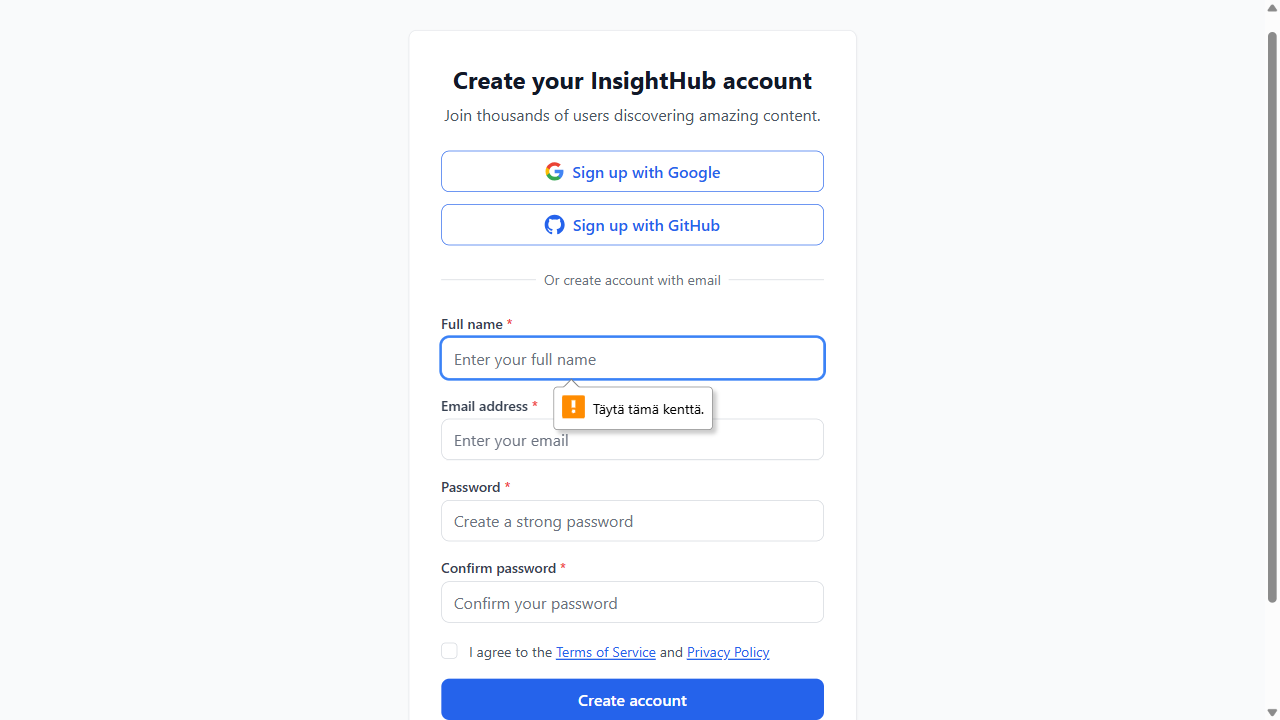 Create your InsightHub account
Join thousands of users discovering amazing content.
Sign up with Google
Sign up with GitHub
Or create account with email
Full name *
Enter your full name
Täytä tämä kenttä.
Email address *
Enter your email
Password *
Create a strong password
Confirm password *
Confirm your password
I agree to the Terms of Service and Privacy Policy
Create account